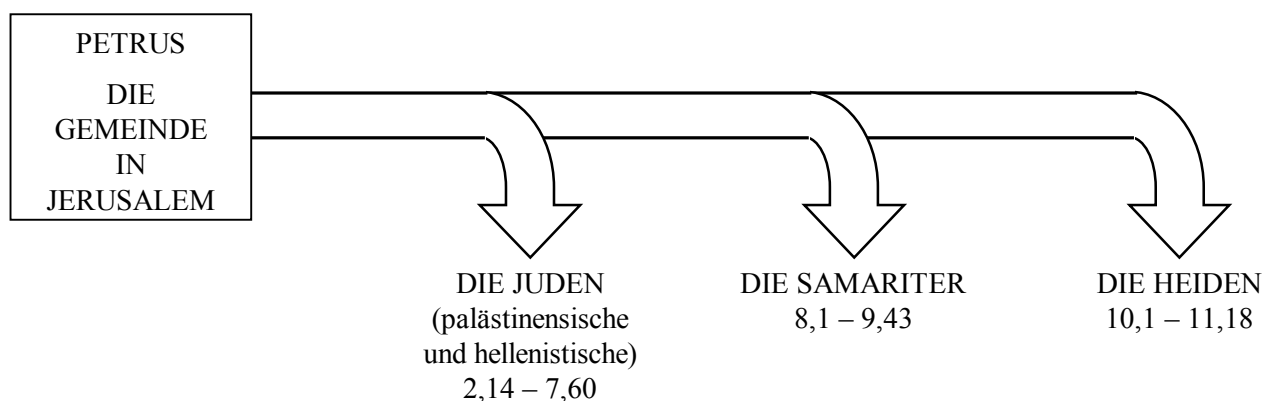 PETRUS
DIE
GEMEINDE
IN
JERUSALEM
DIE JUDEN
(palästinensische
und hellenistische)
2,14 – 7,60
DIE SAMARITER
8,1 – 9,43
DIE HEIDEN
10,1 – 11,18